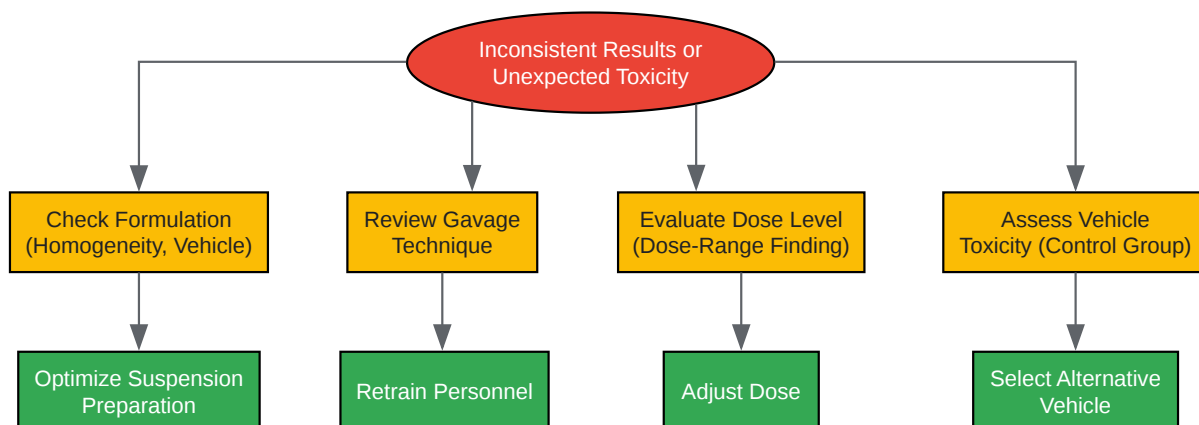 Inconsistent Results or
Unexpected Toxicity
Check Formulation
(Homogeneity, Vehicle)
Review Gavage
Technique
Evaluate Dose Level
(Dose-Range Finding)
Assess Vehicle
Toxicity (Control Group)
Optimize Suspension
Preparation
Retrain Personnel
Adjust Dose
Select Alternative
Vehicle